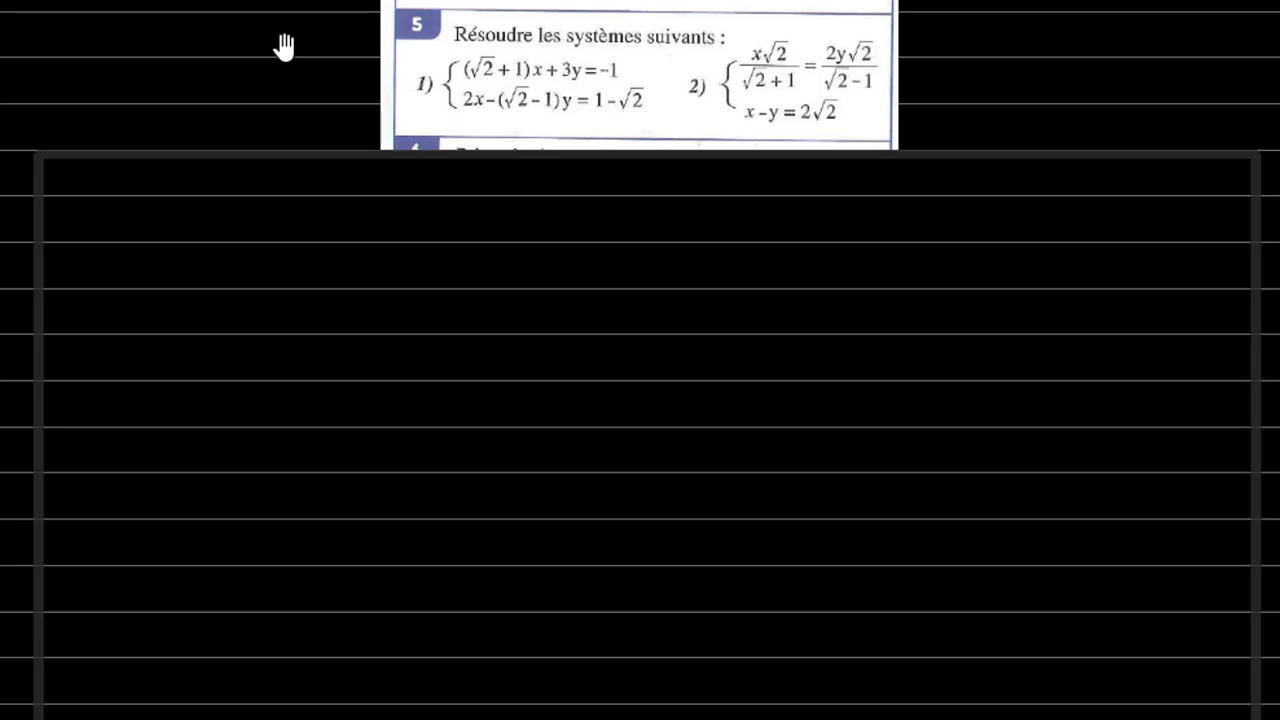 5
Résoudre les systèmes suivants :
1) { (√2 + 1) x + 3y = -1
2x - (√2 - 1) y = 1 - √2
2) { x√2 / (√2 + 1) = 2y√2 / (√2 - 1)
x - y = 2√2